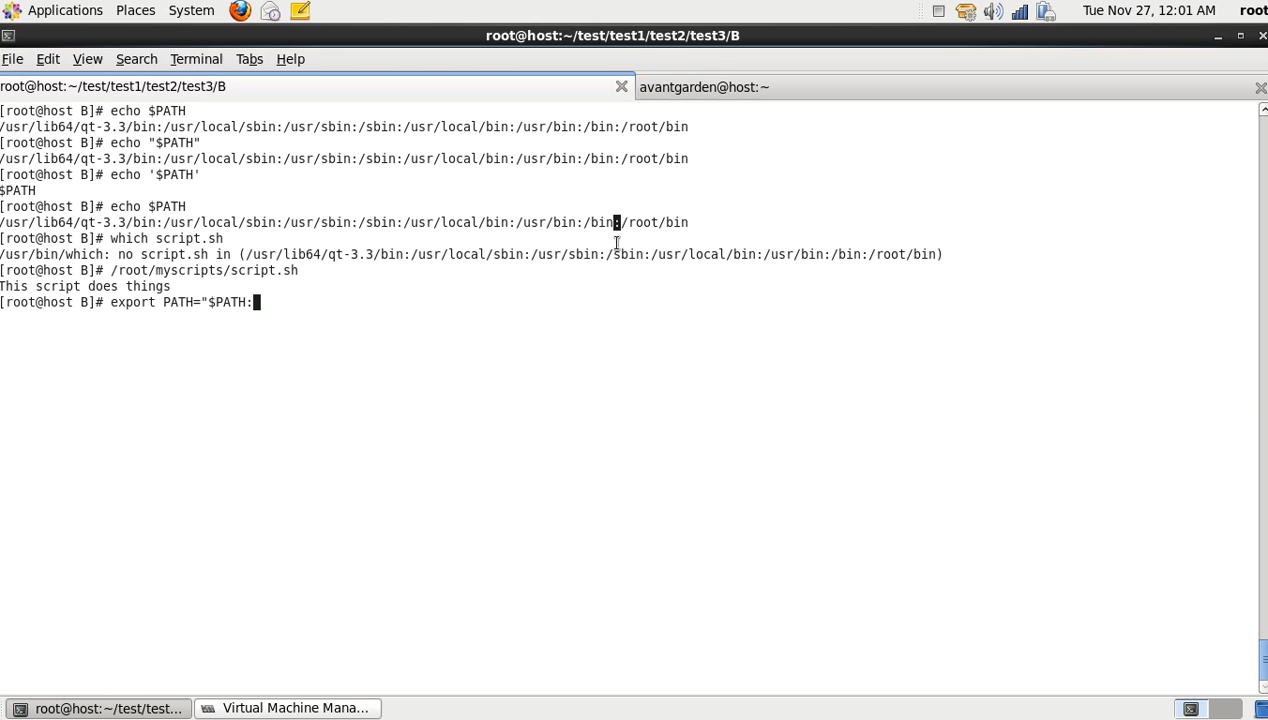 Applications Places System Tue Nov 27, 12:01 AM root
root@host:~/test/test1/test2/test3/B
File Edit View Search Terminal Tabs Help
root@host:~/test/test1/test2/test3/B avantgarden@host:~
[root@host B]# echo $PATH
/usr/lib64/qt-3.3/bin:/usr/local/sbin:/usr/sbin:/sbin:/usr/local/bin:/usr/bin:/bin:/root/bin
[root@host B]# echo "$PATH"
/usr/lib64/qt-3.3/bin:/usr/local/sbin:/usr/sbin:/sbin:/usr/local/bin:/usr/bin:/bin:/root/bin
[root@host B]# echo '$PATH'
$PATH
[root@host B]# echo $PATH
/usr/lib64/qt-3.3/bin:/usr/local/sbin:/usr/sbin:/sbin:/usr/local/bin:/usr/bin:/bin:/root/bin
[root@host B]# which script.sh
/usr/bin/which: no script.sh in (/usr/lib64/qt-3.3/bin:/usr/local/sbin:/usr/sbin:/sbin:/usr/local/bin:/usr/bin:/bin:/root/bin)
[root@host B]# /root/myscripts/script.sh
This script does things
[root@host B]# export PATH="$PATH:
root@host:~/test/test... Virtual Machine Mana...